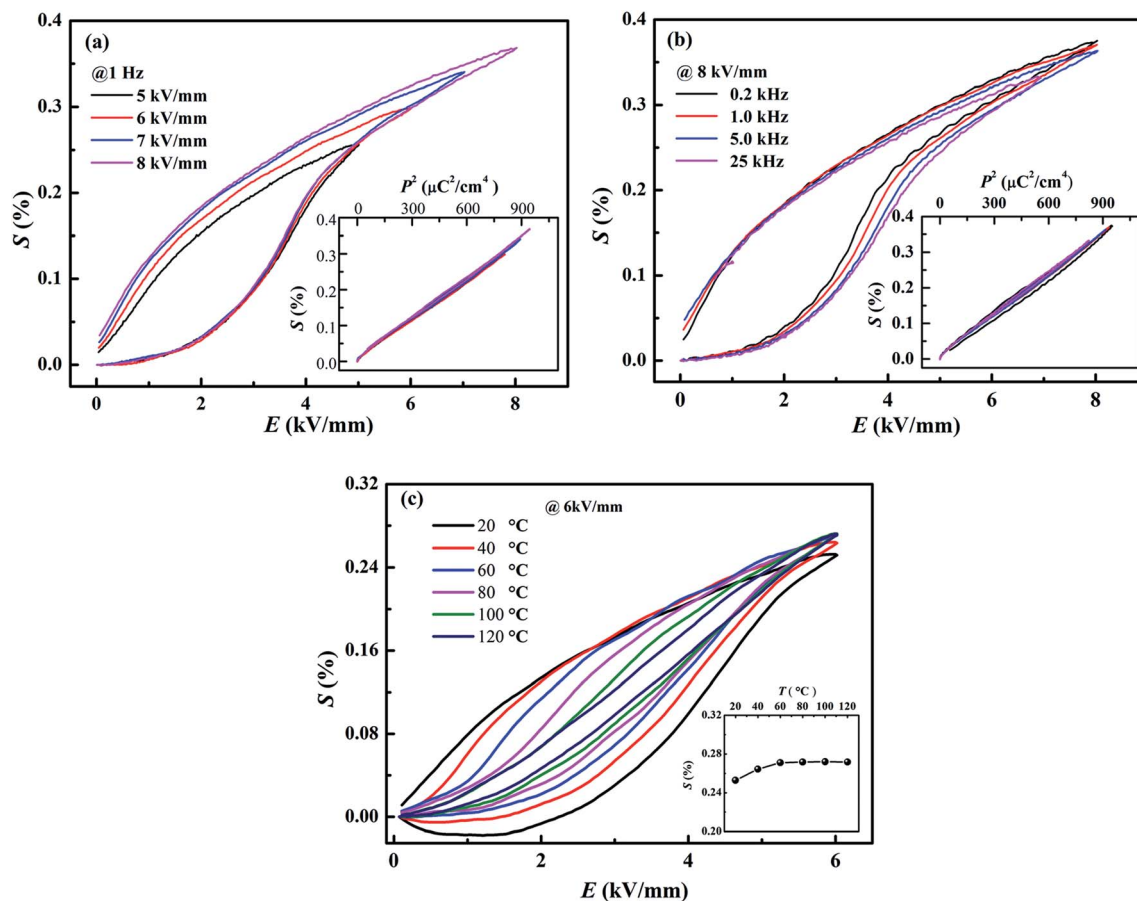 (a)
@1 Hz
5 kV/mm
6 kV/mm
7 kV/mm
8 kV/mm
0.5
0.4
0.3
0.2
0.1
0.0
S (%)
0 2 4 6 8
E (kV/mm)
P² (μC²/cm⁴)
0 300 600 900
0.4
0.3
0.2
0.1
0.0
S (%)
(b)
@ 8 kV/mm
0.2 kHz
1.0 kHz
5.0 kHz
25 kHz
0.4
0.3
0.2
0.1
0.0
S (%)
0 2 4 6 8
E (kV/mm)
P² (μC²/cm⁴)
0 300 600 900
0.4
0.3
0.2
0.1
0.0
S (%)
(c)
@ 6kV/mm
20 °C
40 °C
60 °C
80 °C
100 °C
120 °C
0.32
0.24
0.16
0.08
0.00
S (%)
0 2 4 6
E (kV/mm)
T ( °C)
20 40 60 80 100 120
0.32
0.28
0.24
0.20
S (%)